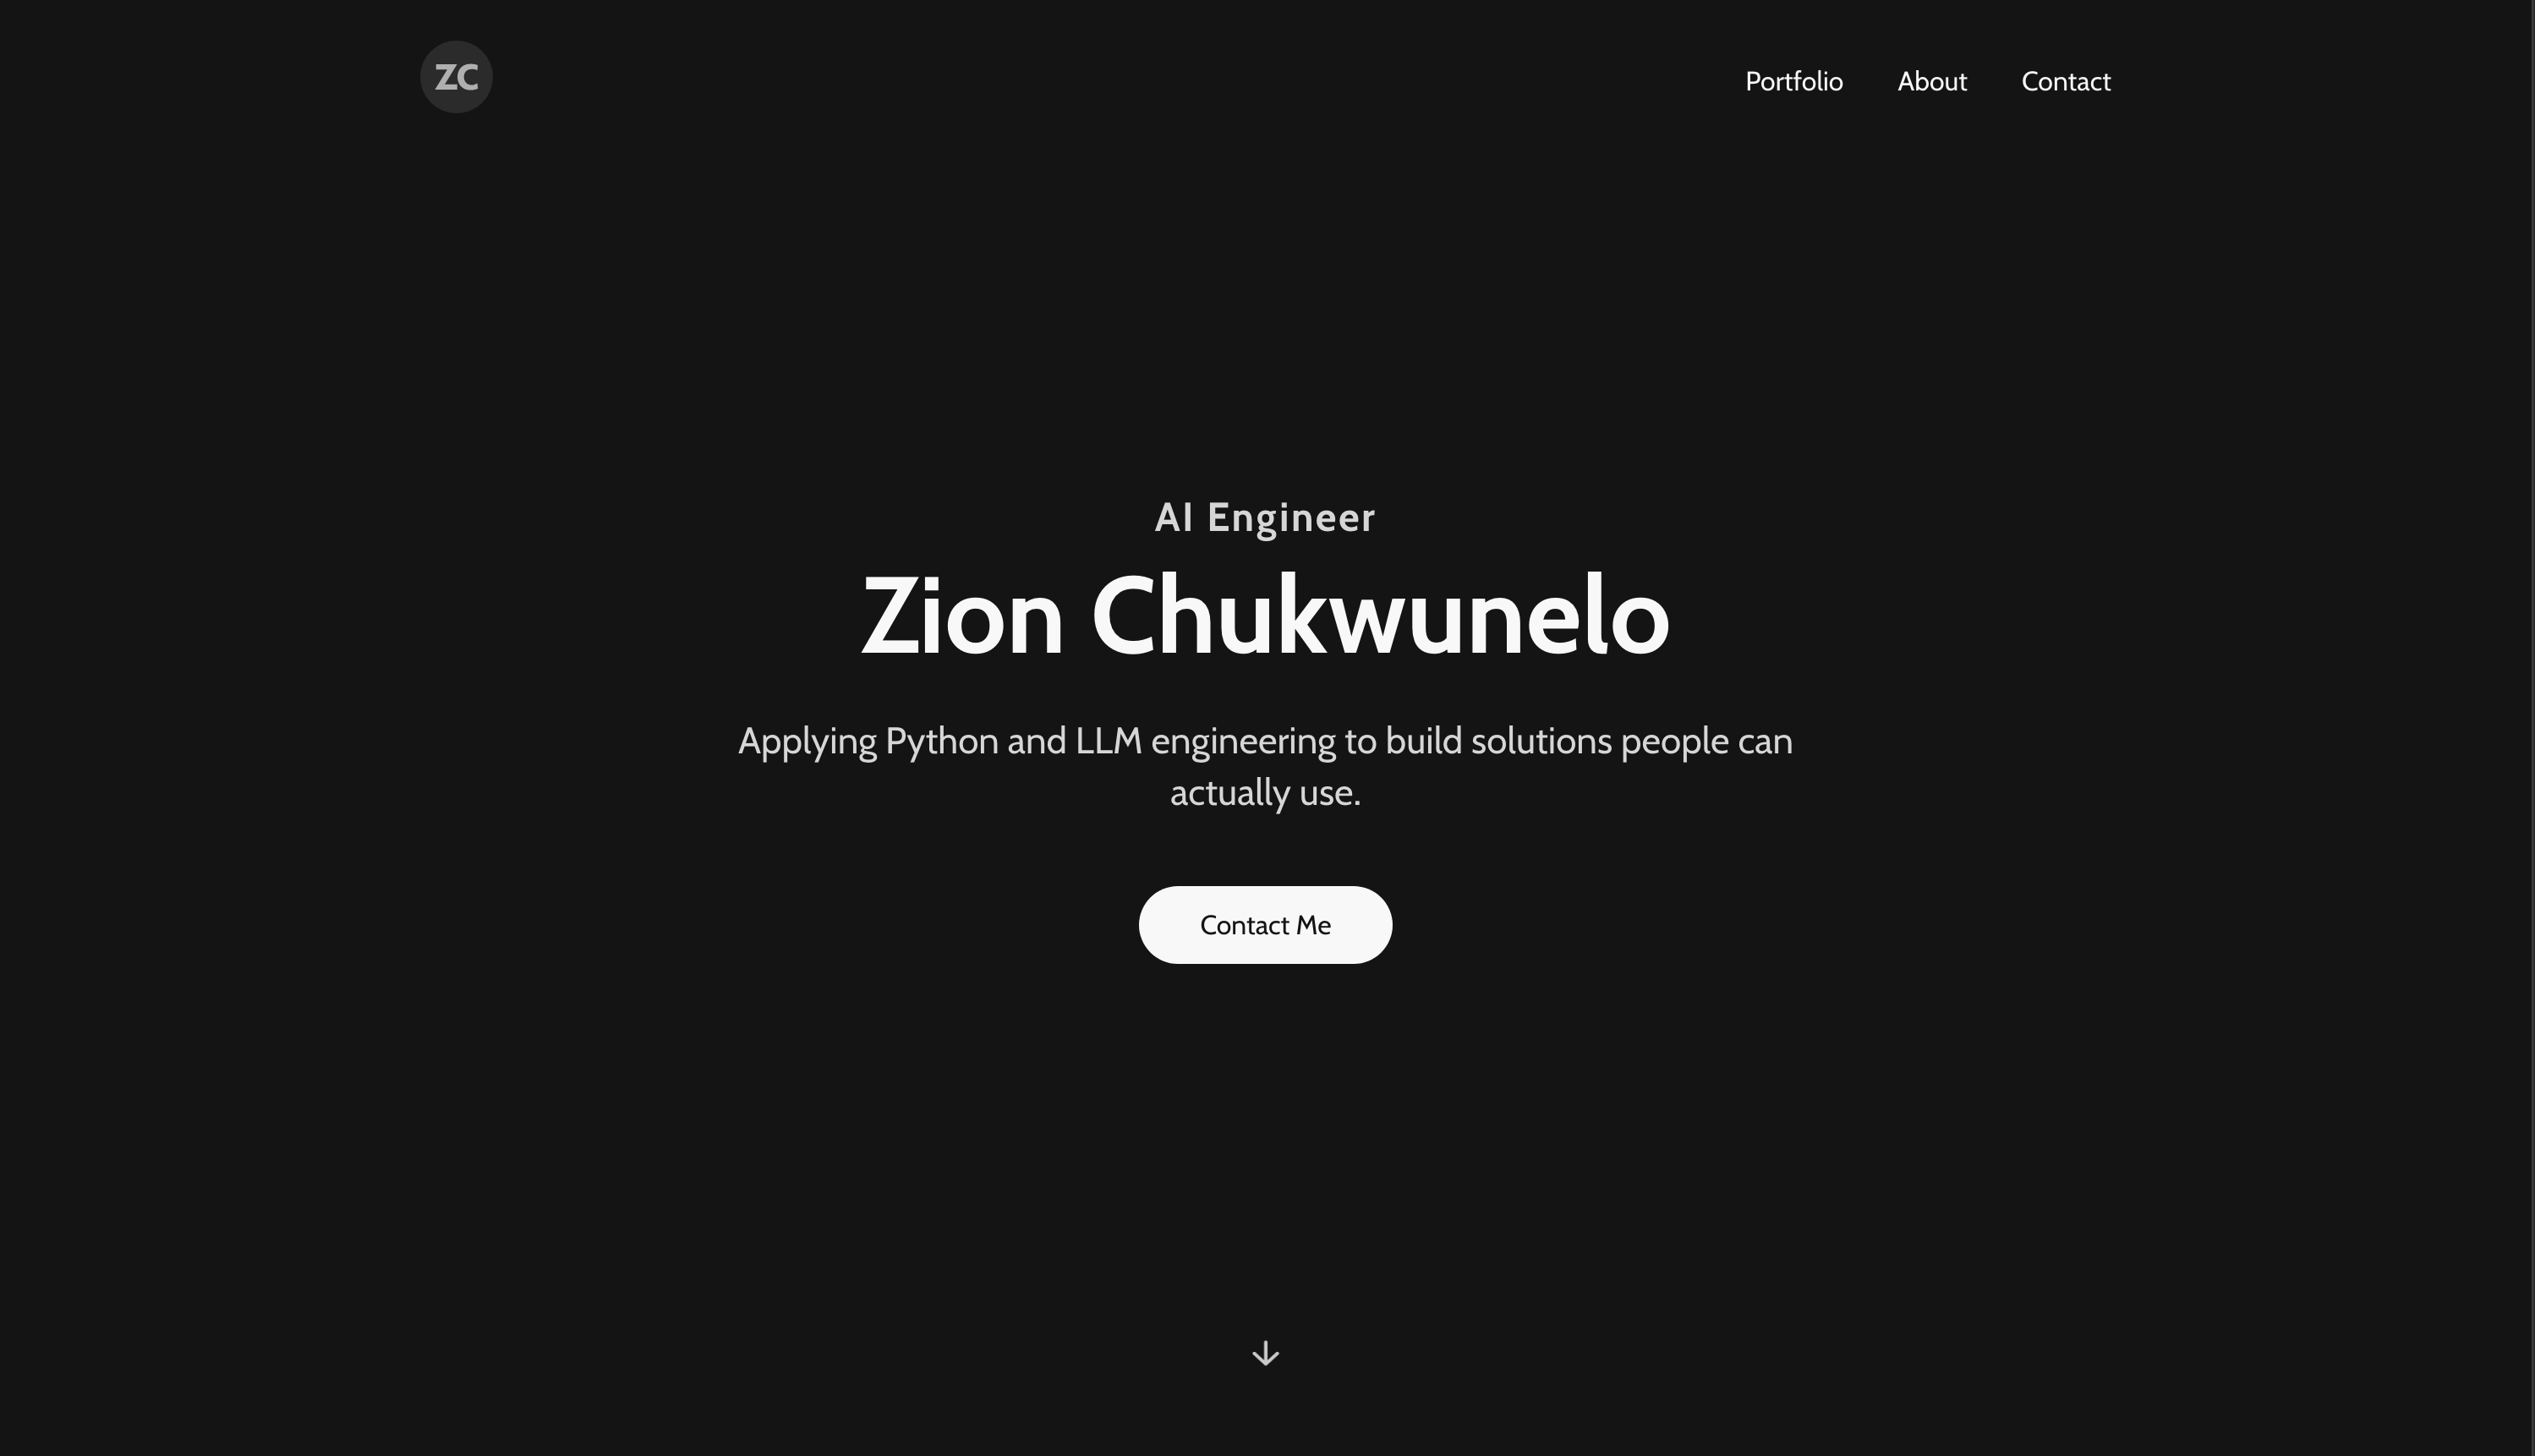 ZC
Portfolio About Contact
AI Engineer
Zion Chukwunelo
Applying Python and LLM engineering to build solutions people can
actually use.
Contact Me